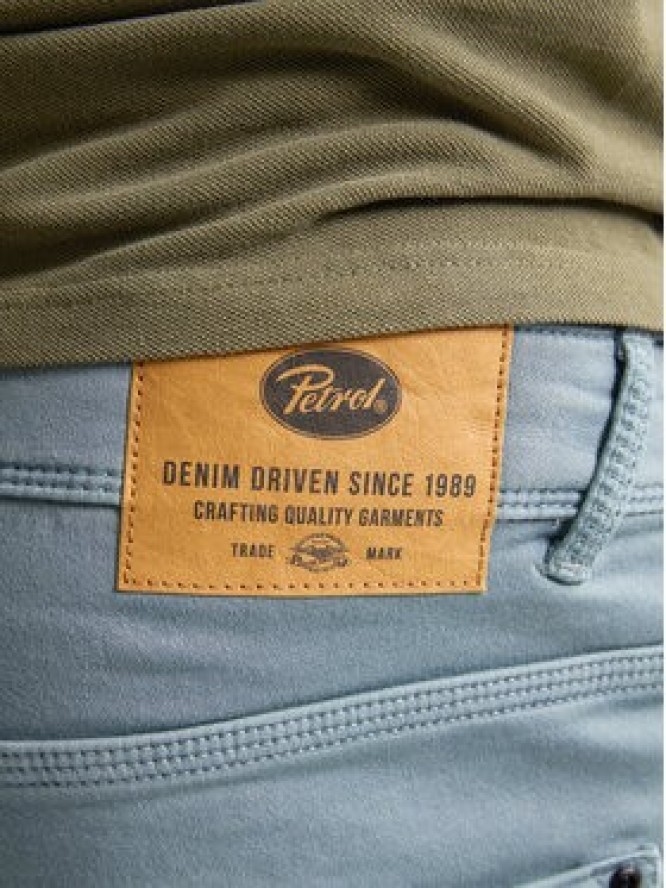 Petrol®
DENIM DRIVEN SINCE 1989
CRAFTING QUALITY GARMENTS
TRADE MARK